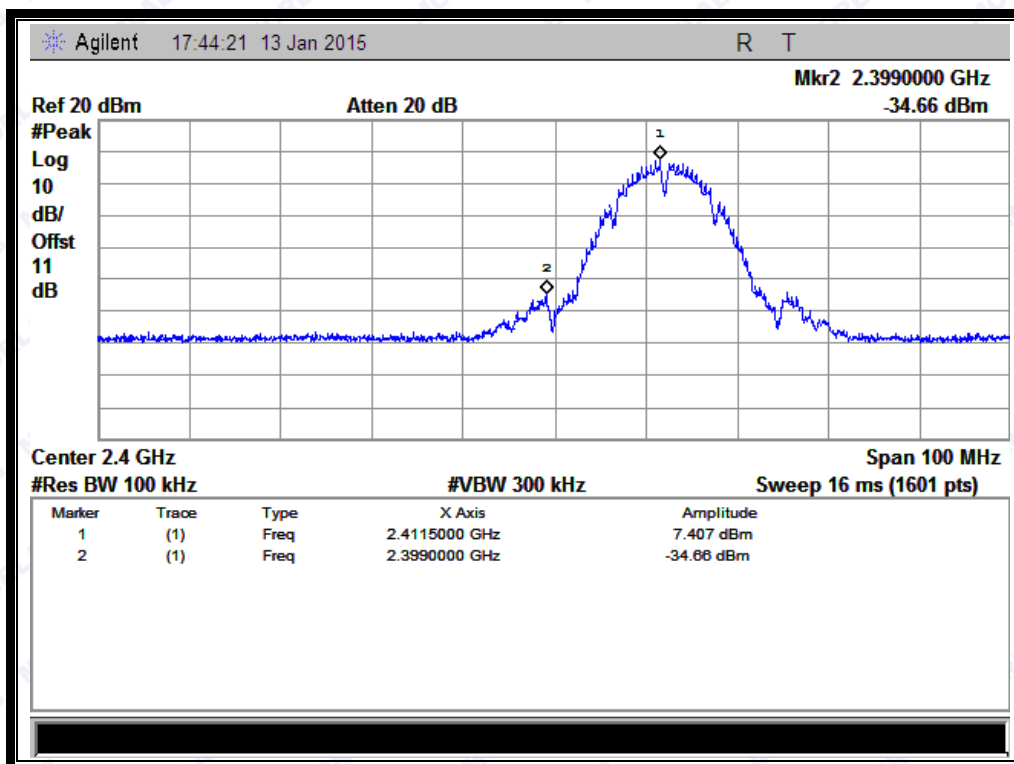 Agilent 17:44:21 13 Jan 2015 R T
Mkr2 2.3990000 GHz
Ref 20 dBm Atten 20 dB -34.66 dBm
#Peak
Log
10
dB/
Offst
11
dB
1
2
Center 2.4 GHz Span 100 MHz
#Res BW 100 kHz #VBW 300 kHz Sweep 16 ms (1601 pts)
Marker Trace Type X Axis Amplitude
1 (1) Freq 2.4115000 GHz 7.407 dBm
2 (1) Freq 2.3990000 GHz -34.66 dBm